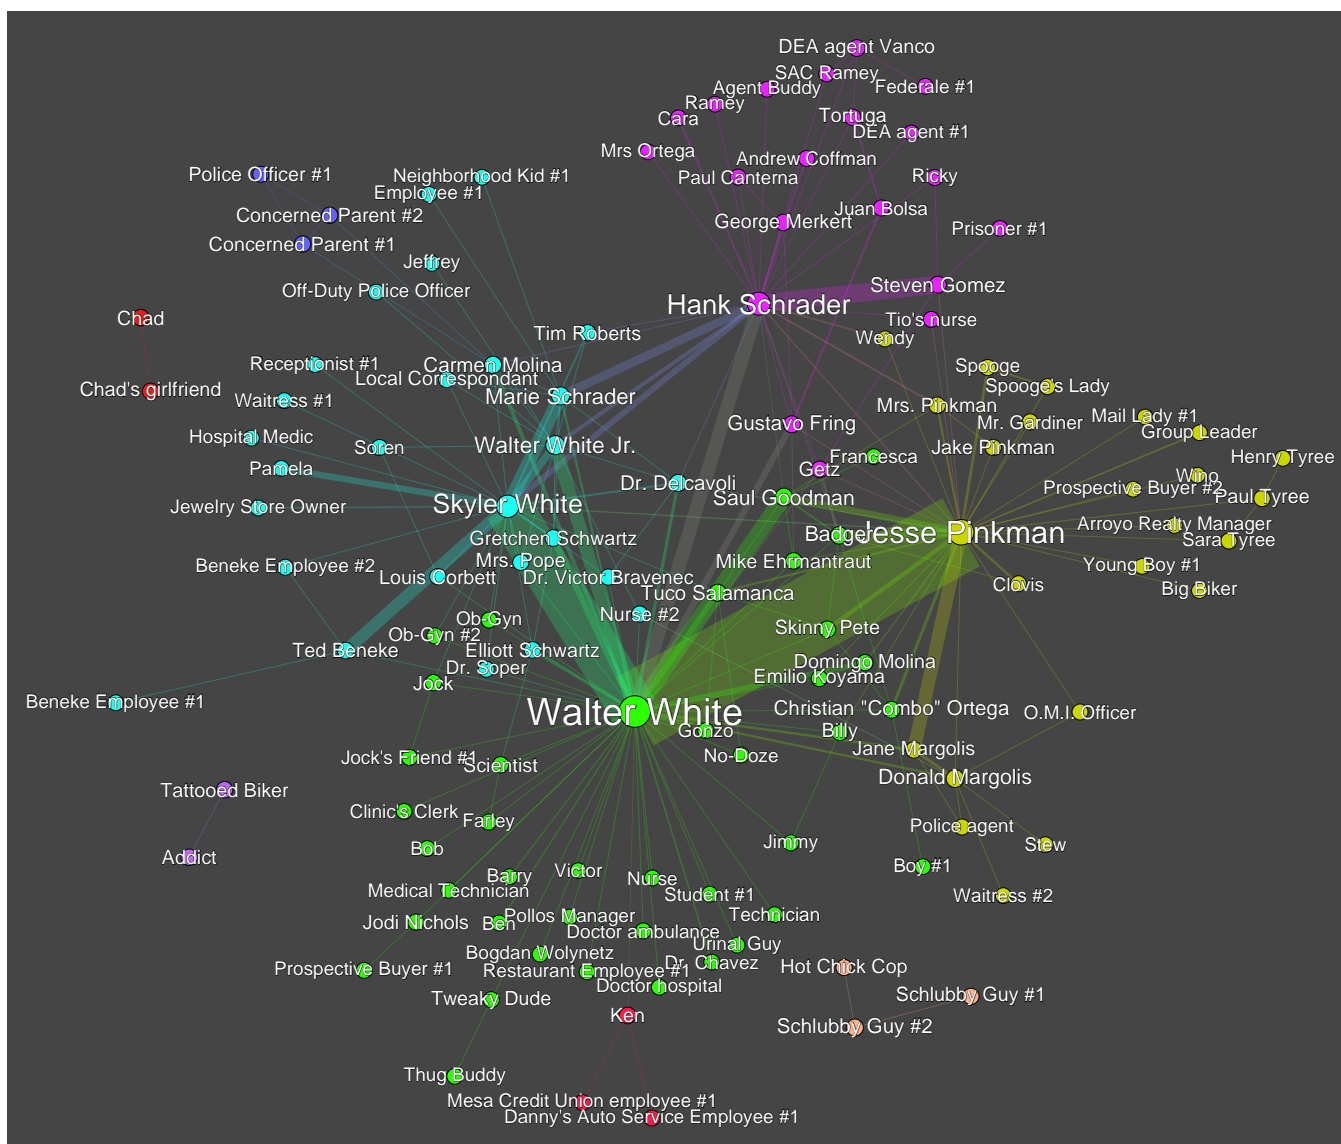 DEA agent Vanco
SAC Ramey
Agent Buddy
Federale #1
Ramey
Cara
Tortuga
DEA agent #1
Mrs Ortega
Andrew Coffman
Paul Canterna
Ricky
Police Officer #1
Neighborhood Kid #1
Employee #1
Concerned Parent #2
Juan Bolsa
George Merkert
Prisoner #1
Concerned Parent #1
Jeffrey
Off-Duty Police Officer
Steven Gomez
Hank Schrader
Chad
Tio's nurse
Tim Roberts
Wendy
Receptionist #1
Carmen Molina
Spooge
Local Correspondant
Spooge's Lady
Chad's girlfriend
Marie Schrader
Waitress #1
Mrs. Pinkman
Mail Lady #1
Mr. Gardiner
Gustavo Fring
Group Leader
Hospital Medic
Soren
Walter White Jr.
Jake Pinkman
Francesca
Henry Tyree
Pamela
Getz
Wino
Dr. Delcavoli
Prospective Buyer #2
Saul Goodman
Paul Tyree
Skyler White
Jewelry Store Owner
Arroyo Realty Manager
Badger
Jesse Pinkman
Gretchen Schwartz
Sara Tyree
Mrs. Pope
Mike Ehrmantraut
Beneke Employee #2
Young Boy #1
Louis Corbett
Dr. Victor Bravenec
Clovis
Big Biker
Tuco Salamanca
Nurse #2
Ob-Gyn
Skinny Pete
Ob-Gyn #2
Ted Beneke
Elliott Schwartz
Domingo Molina
Dr. Soper
Emilio Koyama
Jock
Beneke Employee #1
Walter White
Christian "Combo" Ortega
O.M.I. Officer
Gonzo
Billy
Jane Margolis
No-Doze
Jock's Friend #1
Scientist
Donald Margolis
Tattooed Biker
Clinic's Clerk
Farley
Police agent
Jimmy
Stew
Bob
Addict
Boy #1
Victor
Barry
Nurse
Medical Technician
Student #1
Waitress #2
Pollos Manager
Technician
Jodi Nichols
Ben
Doctor ambulance
Urinal Guy
Bogdan Wolynetz
Dr. Chavez
Hot Chick Cop
Prospective Buyer #1
Restaurant Employee #1
Doctor hospital
Schlubby Guy #1
Tweaky Dude
Ken
Schlubby Guy #2
Thug Buddy
Mesa Credit Union employee #1
Danny's Auto Service Employee #1